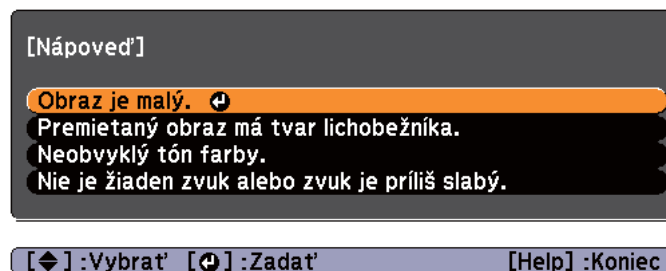 [Nápoveď]
Obraz je malý.
Premietaný obraz má tvar lichobežníka.
Neobvyklý tón farby.
Nie je žiaden zvuk alebo zvuk je príliš slabý.
[◆] :Vybrať [↵] :Zadať [Help] :Koniec